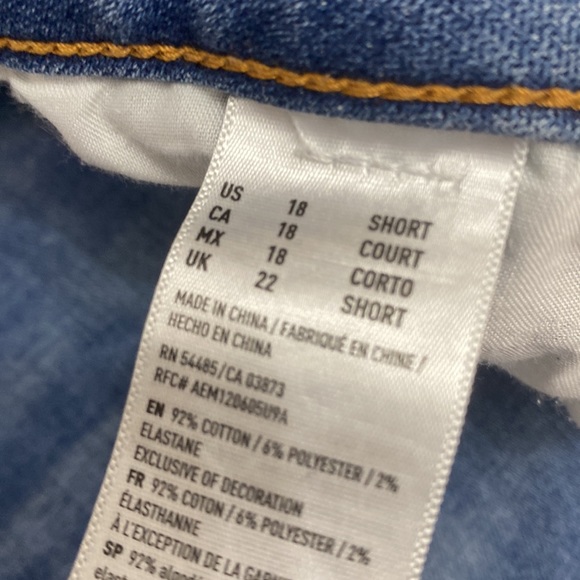 US 18 SHORT
CA 18 COURT
MX 18 CORTO
UK 22 SHORT
MADE IN CHINA / FABRIQUÉ EN CHINE /
HECHO EN CHINA
RN 54485/CA 03873
RFC# AEM120605U9A
EN 92% COTTON / 6% POLYESTER / 2%
ELASTANE
EXCLUSIVE OF DECORATION
FR 92% COTON / 6% POLYESTER / 2%
ÉLASTHANNE
À L'EXCEPTION DE LA
SP 92%